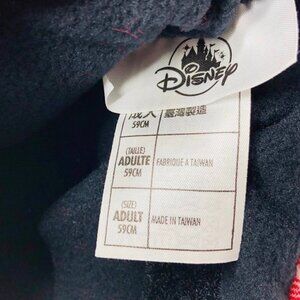 Disney
成人
59CM
臺灣製造
(TAILLE)
ADULTE
59CM
FABRIQUÉ A TAIWAN
(SIZE)
ADULT
59CM
MADE IN TAIWAN